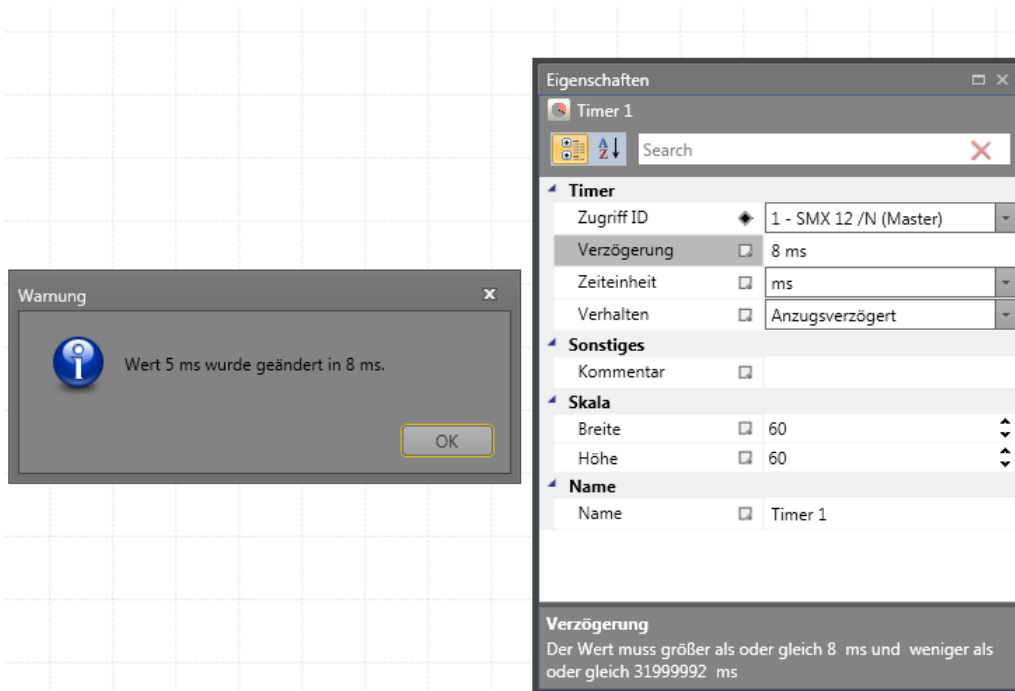 Eigenschaften
Timer 1
A
Z
Search
Timer
Zugriff ID 1 - SMX 12 /N (Master)
Verzögerung 8 ms
Zeiteinheit ms
Verhalten Anzugsverzögert
Sonstiges
Kommentar
Skala
Breite 60
Höhe 60
Name
Name Timer 1
Verzögerung
Der Wert muss größer als oder gleich 8 ms und weniger als
oder gleich 31999992 ms
Warnung
Wert 5 ms wurde geändert in 8 ms.
OK